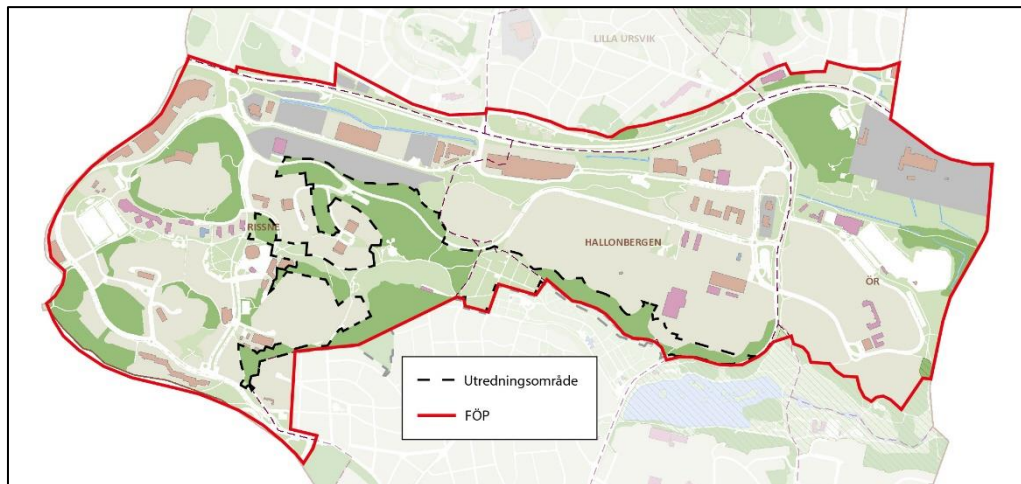 LILLA URSVIK
RISSNE
HALLONBERGEN
ÖR
Utredningsområde
FÖP